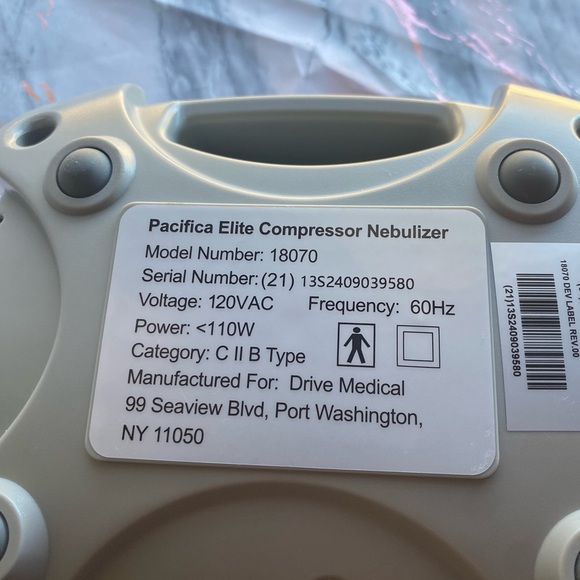 Pacifica Elite Compressor Nebulizer
Model Number: 18070
Serial Number: (21) 13S2409039580
Voltage: 120VAC Frequency: 60Hz
Power: <110W
Category: C II B Type
Manufactured For: Drive Medical
99 Seaview Blvd, Port Washington,
NY 11050
18070 DEV LABEL REV.00
(21)13S2409039580